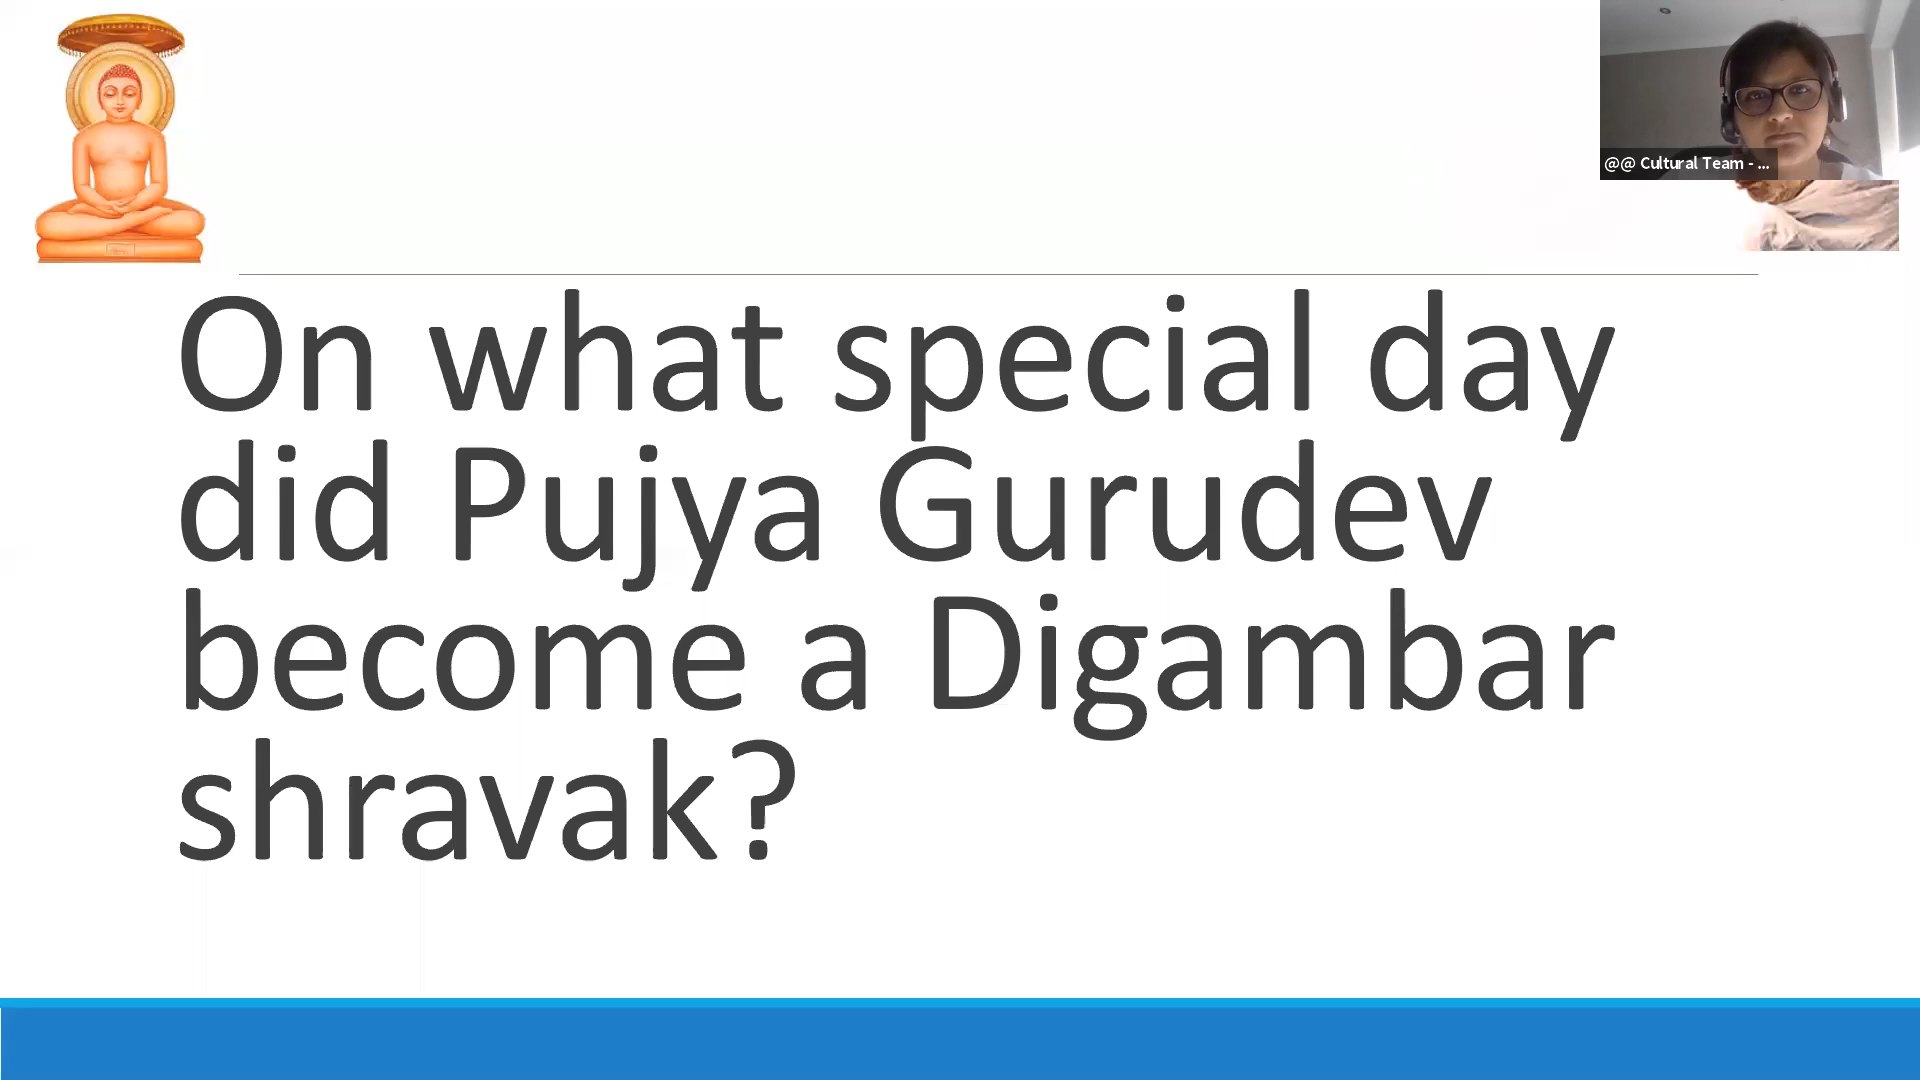 @@ Cultural Team - ...
On what special day
did Pujya Gurudev
become a Digambar
shravak?